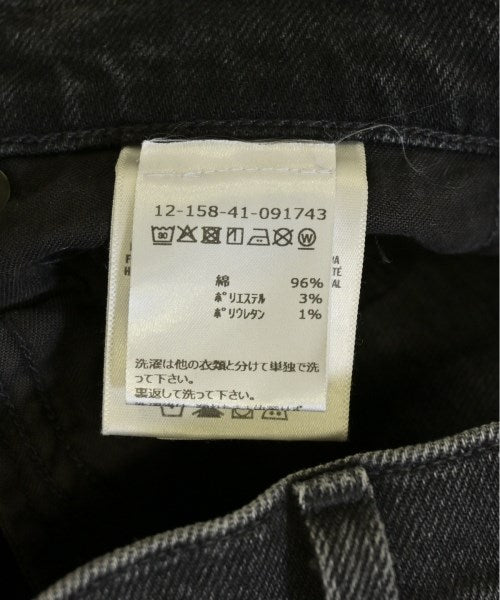 12-158-41-091743
綿 96%
ポリエステル 3%
ポリウレタン 1%
洗濯は他の衣類と分けて単独で洗
って下さい。
裏返して洗って下さい。